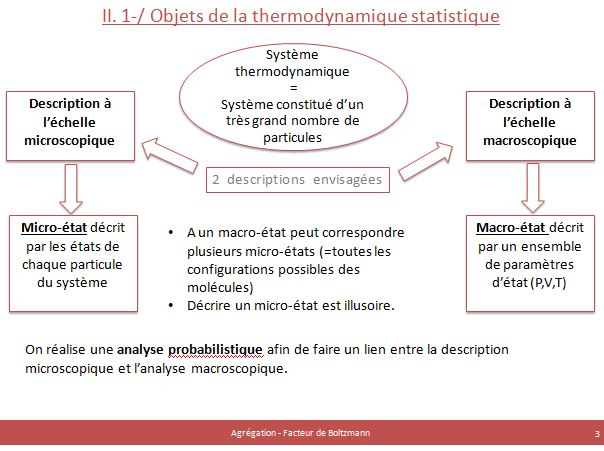 II. 1-/ Objets de la thermodynamique statistique
Système
thermodynamique
=
Système constitué d’un
très grand nombre de
particules
Description à
l’échelle
microscopique
Description à
l’échelle
macroscopique
2 descriptions envisagées
Micro-état décrit
par les états de
chaque particule
du système
• A un macro-état peut correspondre
plusieurs micro-états (=toutes les
configurations possibles des
molécules)
• Décrire un micro-état est illusoire.
Macro-état décrit
par un ensemble
de paramètres
d’état (P,V,T)
On réalise une analyse probabilistique afin de faire un lien entre la description
microscopique et l’analyse macroscopique.
Agrégation - Facteur de Boltzmann
3